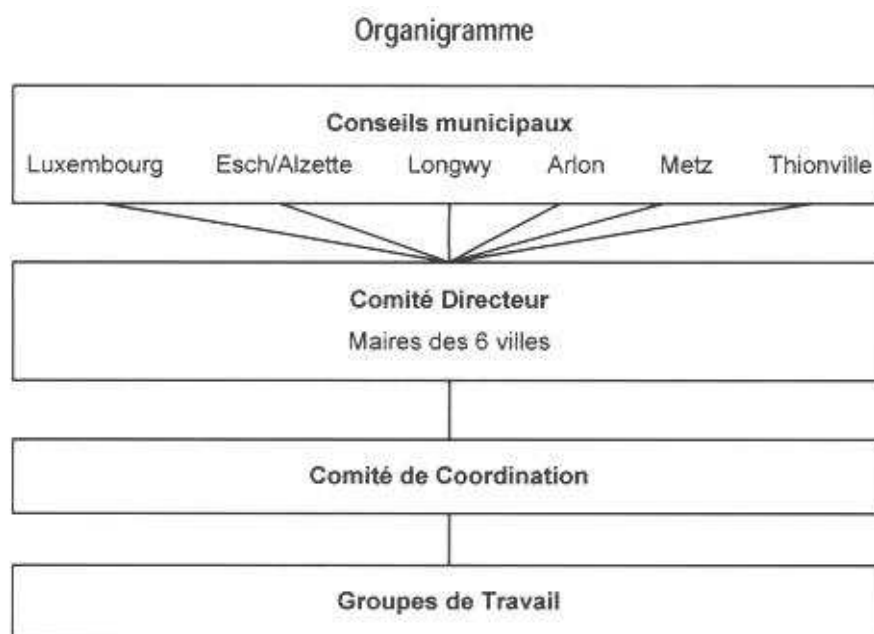 Organigramme
Conseils municipaux
Luxembourg Esch/Alzette Longwy Arlon Metz Thionville
Comité Directeur
Maires des 6 villes
Comité de Coordination
Groupes de Travail